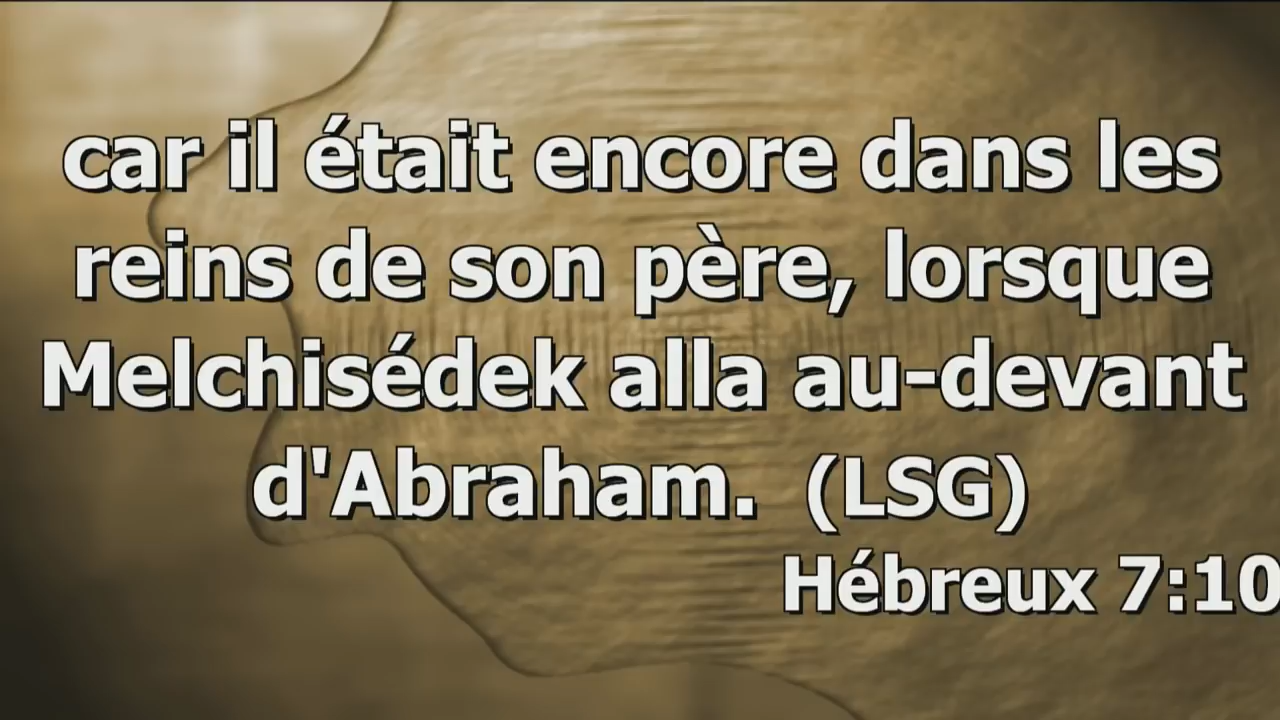 car il était encore dans les
reins de son père, lorsque
Melchisédek alla au-devant
d'Abraham. (LSG)
Hébreux 7:10